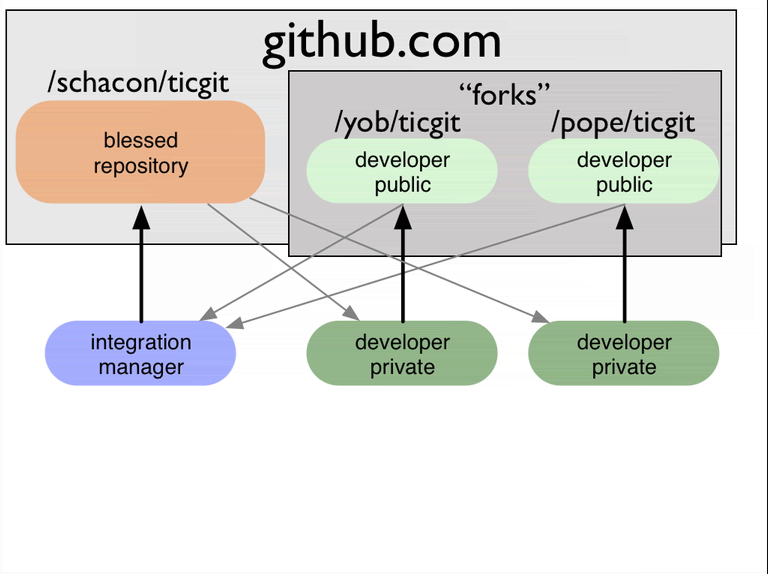 github.com
/schacon/ticgit
“forks”
/yob/ticgit
/pope/ticgit
blessed
repository
developer
public
developer
public
integration
manager
developer
private
developer
private